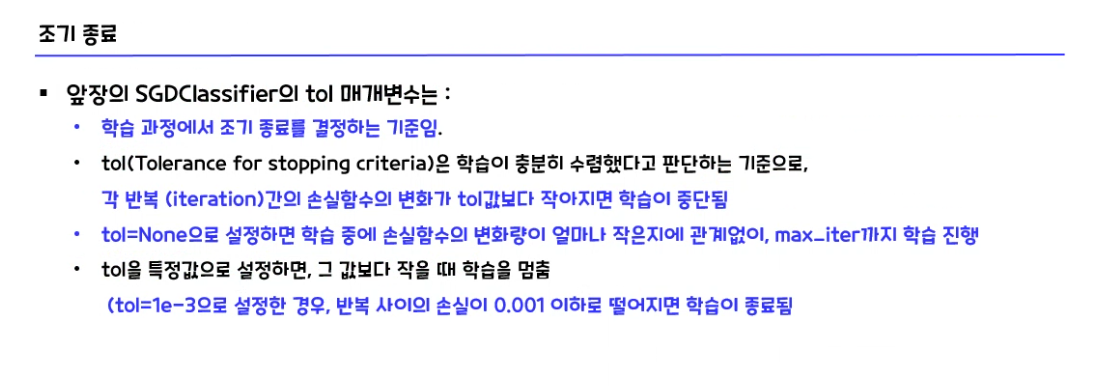 조기 종료
▪ 앞장의 SGDClassifier의 tol 매개변수는 :
• 학습 과정에서 조기 종료를 결정하는 기준임.
• tol(Tolerance for stopping criteria)은 학습이 충분히 수렴했다고 판단하는 기준으로,
각 반복 (iteration)간의 손실함수의 변화가 tol값보다 작아지면 학습이 중단됨
• tol=None으로 설정하면 학습 중에 손실함수의 변화량이 얼마나 작은지에 관계없이, max_iter까지 학습 진행
• tol을 특정값으로 설정하면, 그 값보다 작을 때 학습을 멈춤
(tol=1e-3으로 설정한 경우, 반복 사이의 손실이 0.001 이하로 떨어지면 학습이 종료됨